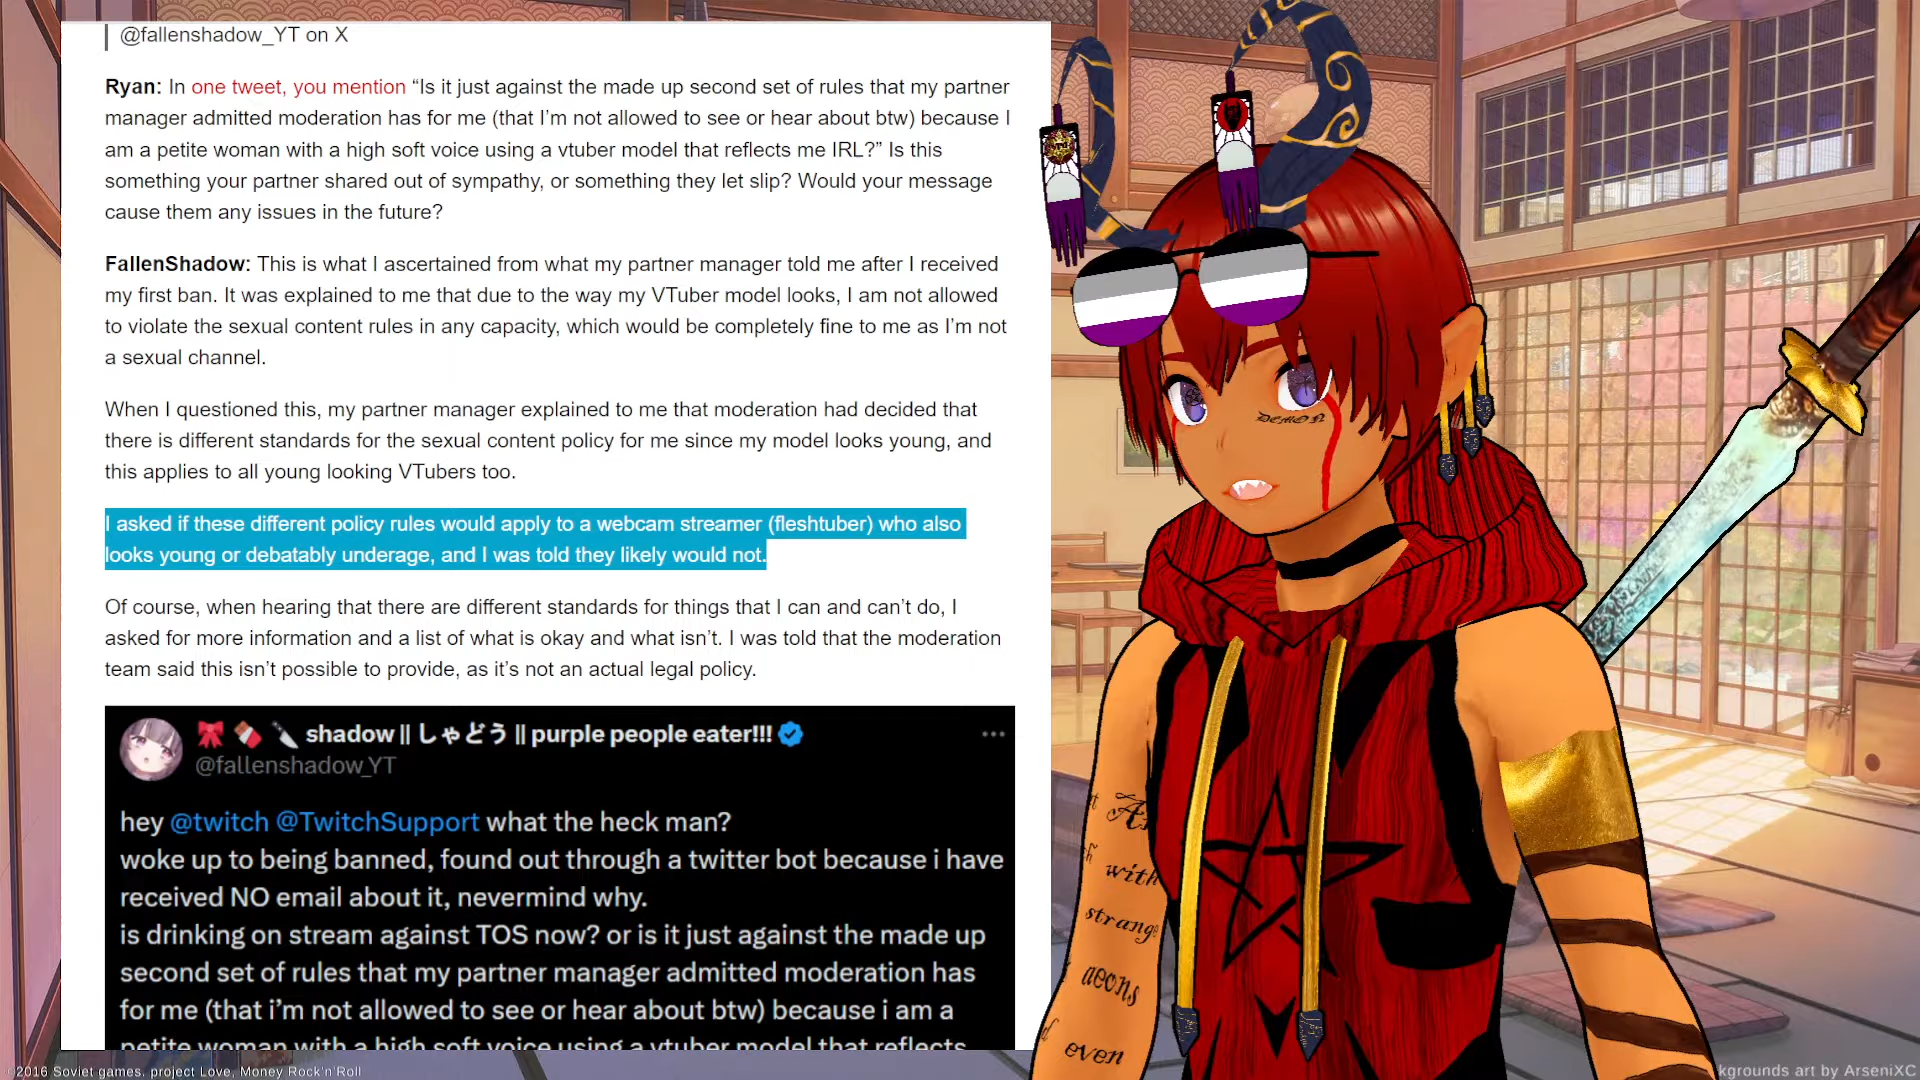 @fallenshadow_YT on X
Ryan: In one tweet, you mention “Is it just against the made up second set of rules that my partner
manager admitted moderation has for me (that I’m not allowed to see or hear about btw) because I
am a petite woman with a high soft voice using a vtuber model that reflects me IRL?” Is this
something your partner shared out of sympathy, or something they let slip? Would your message
cause them any issues in the future?
FallenShadow: This is what I ascertained from what my partner manager told me after I received
my first ban. It was explained to me that due to the way my VTuber model looks, I am not allowed
to violate the sexual content rules in any capacity, which would be completely fine to me as I’m not
a sexual channel.
When I questioned this, my partner manager explained to me that moderation had decided that
there is different standards for the sexual content policy for me since my model looks young, and
this applies to all young looking VTubers too.
I asked if these different policy rules would apply to a webcam streamer (fleshtuber) who also
looks young or debatably underage, and I was told they likely would not.
Of course, when hearing that there are different standards for things that I can and can’t do, I
asked for more information and a list of what is okay and what isn’t. I was told that the moderation
team said this isn’t possible to provide, as it’s not an actual legal policy.
shadow || しゃどう || purple people eater!!!
@fallenshadow_YT
hey @twitch @TwitchSupport what the heck man?
woke up to being banned, found out through a twitter bot because i have
received NO email about it, nevermind why.
is drinking on stream against TOS now? or is it just against the made up
second set of rules that my partner manager admitted moderation has
for me (that i’m not allowed to see or hear about btw) because i am a
petite woman with a high soft voice using a vtuber model that reflects
DEMON
with
strange
aeons
even
2016 Soviet games. project Love, Money Rock'n'Roll
kgrounds art by ArseniXC